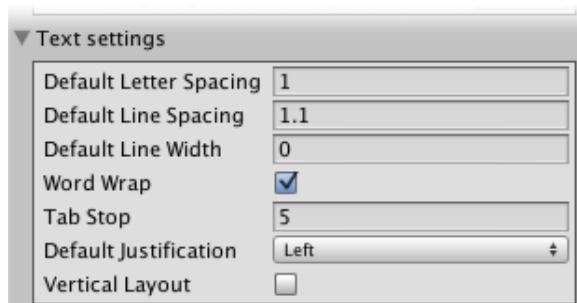 Text settings
Default Letter Spacing 1
Default Line Spacing 1.1
Default Line Width 0
Word Wrap
Tab Stop 5
Default Justification Left
Vertical Layout